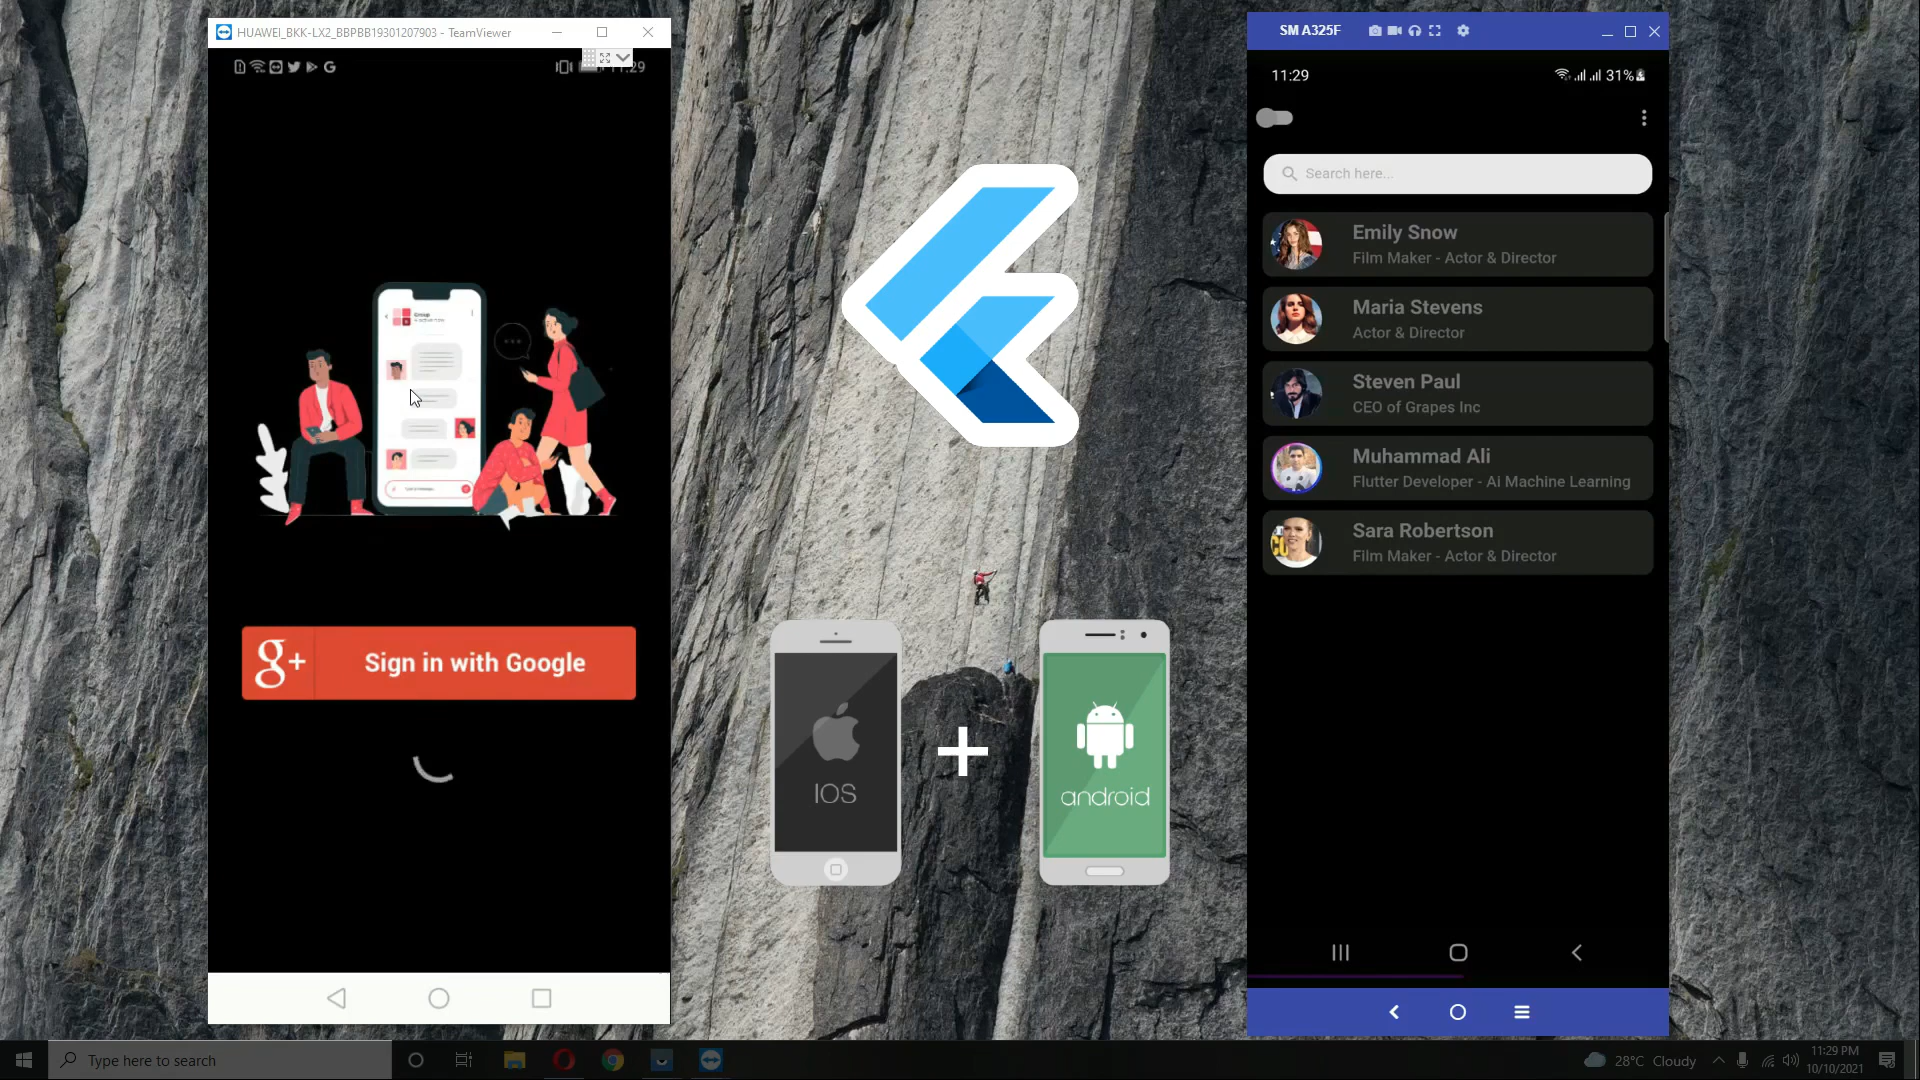 HUAWEI_BKK-LX2_BBPBB19301207903 - TeamViewer
Group
Sign in with Google
g+
IOS
android
SM A325F
11:29
31%
Search here...
Emily Snow
Film Maker - Actor & Director
Maria Stevens
Actor & Director
Steven Paul
CEO of Grapes Inc
Muhammad Ali
Flutter Developer - Ai Machine Learning
Sara Robertson
Film Maker - Actor & Director
Type here to search
28°C Cloudy
11:29 PM
10/10/2021